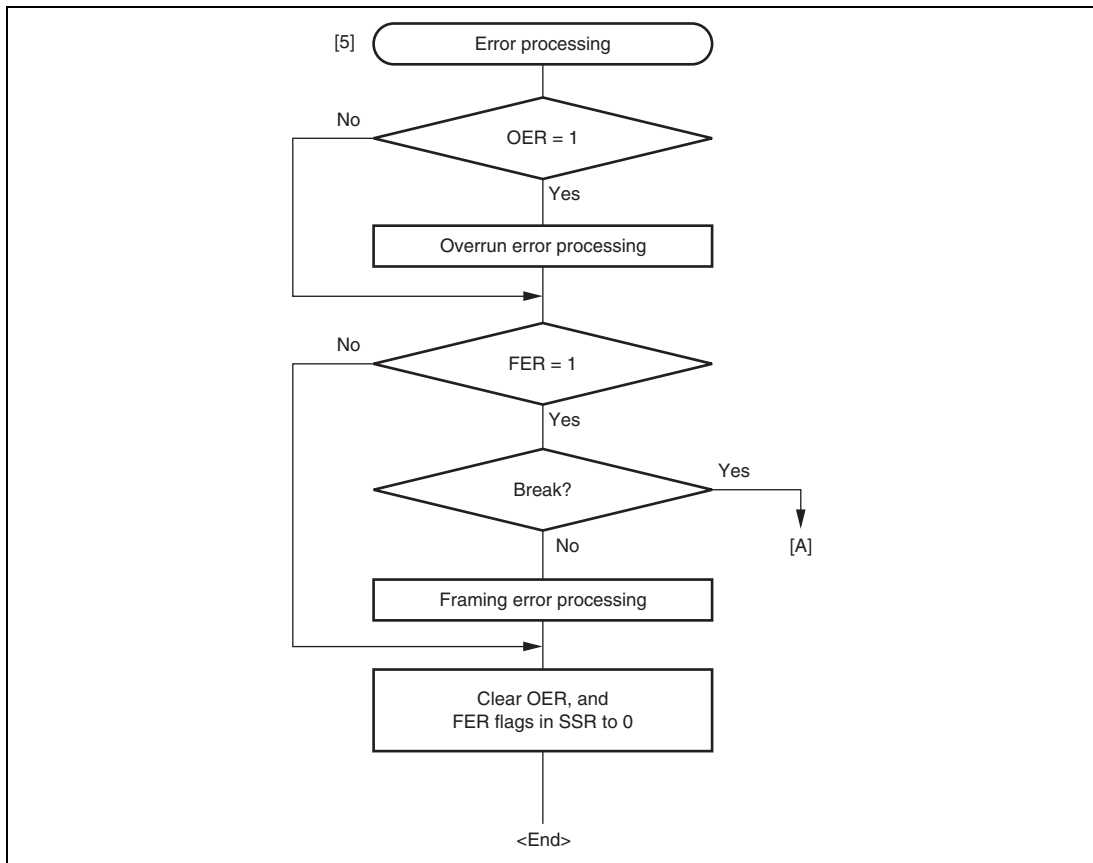 [5]
Error processing
No
OER = 1
Yes
Overrun error processing
No
FER = 1
Yes
Break?
Yes
No
[A]
Framing error processing
Clear OER, and
FER flags in SSR to 0
<End>